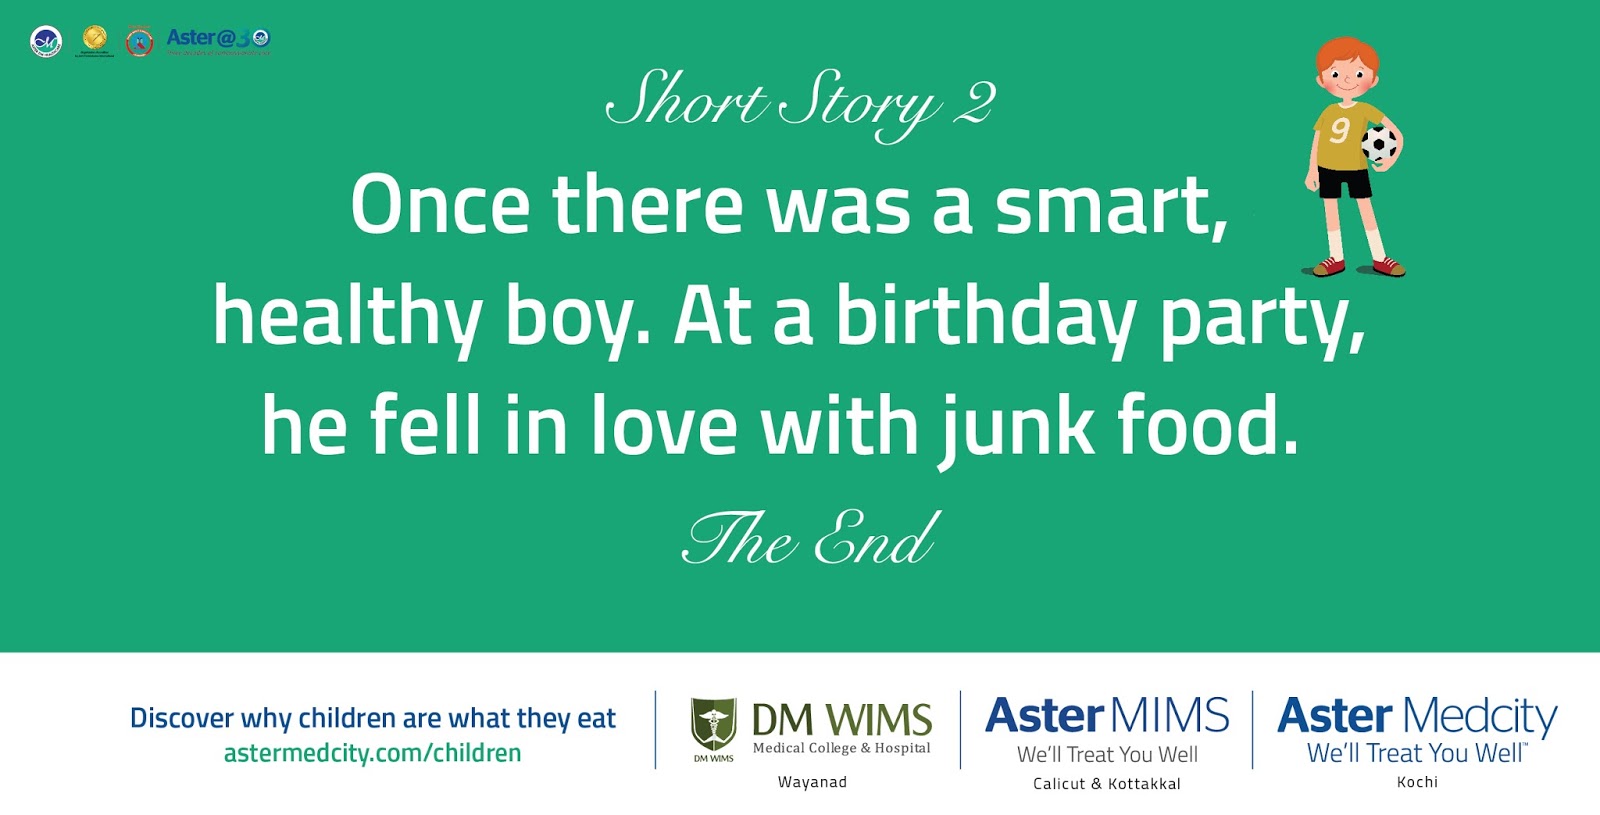 Aster@30
Short Story 2
9
Once there was a smart,
healthy boy. At a birthday party,
he fell in love with junk food.
The End
Discover why children are what they eat
astermedcity.com/children
DM WIMS
DM WIMS
Medical College & Hospital
Wayanad
Aster MIMS
We'll Treat You Well
Calicut & Kottakkal
Aster Medcity
We'll Treat You Well™
Kochi